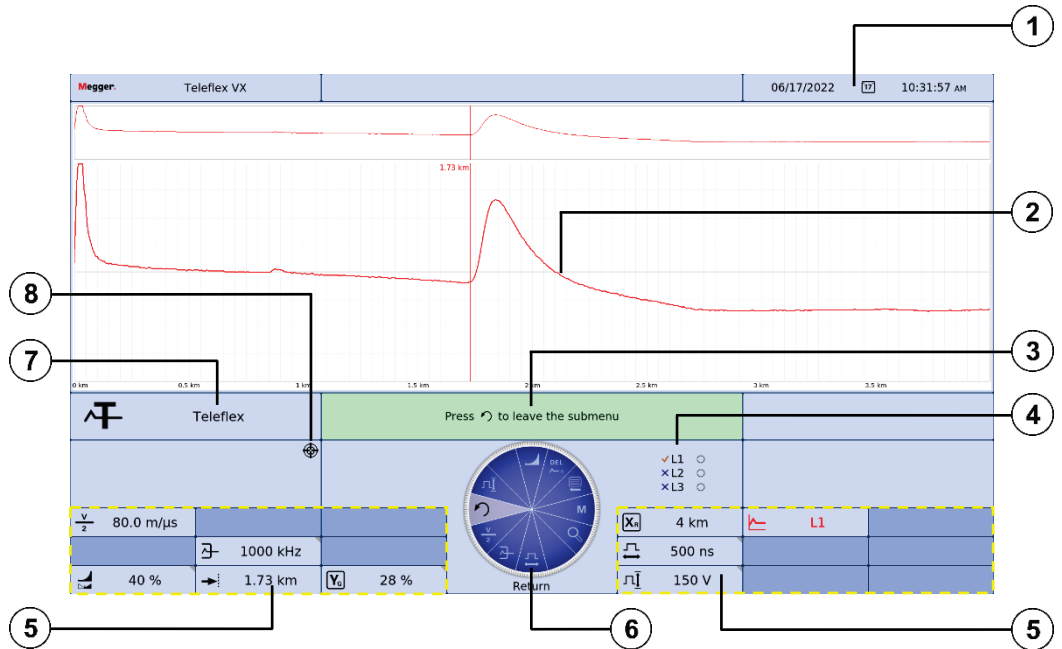 1
Megger. Teleflex VX 06/17/2022 17 10:31:57 AM
1.73 km
2
8
3
7
0 km 0.5 km 1 km 1.5 km 2 km 2.5 km 3 km 3.5 km
Teleflex Press to leave the submenu
4
L1
L2
L3
DEL
M
V/2 80.0 m/µs
V/2
XR 4 km L1
1000 kHz 500 ns
40 % 1.73 km YG 28 % 150 V
Return
5 6 5